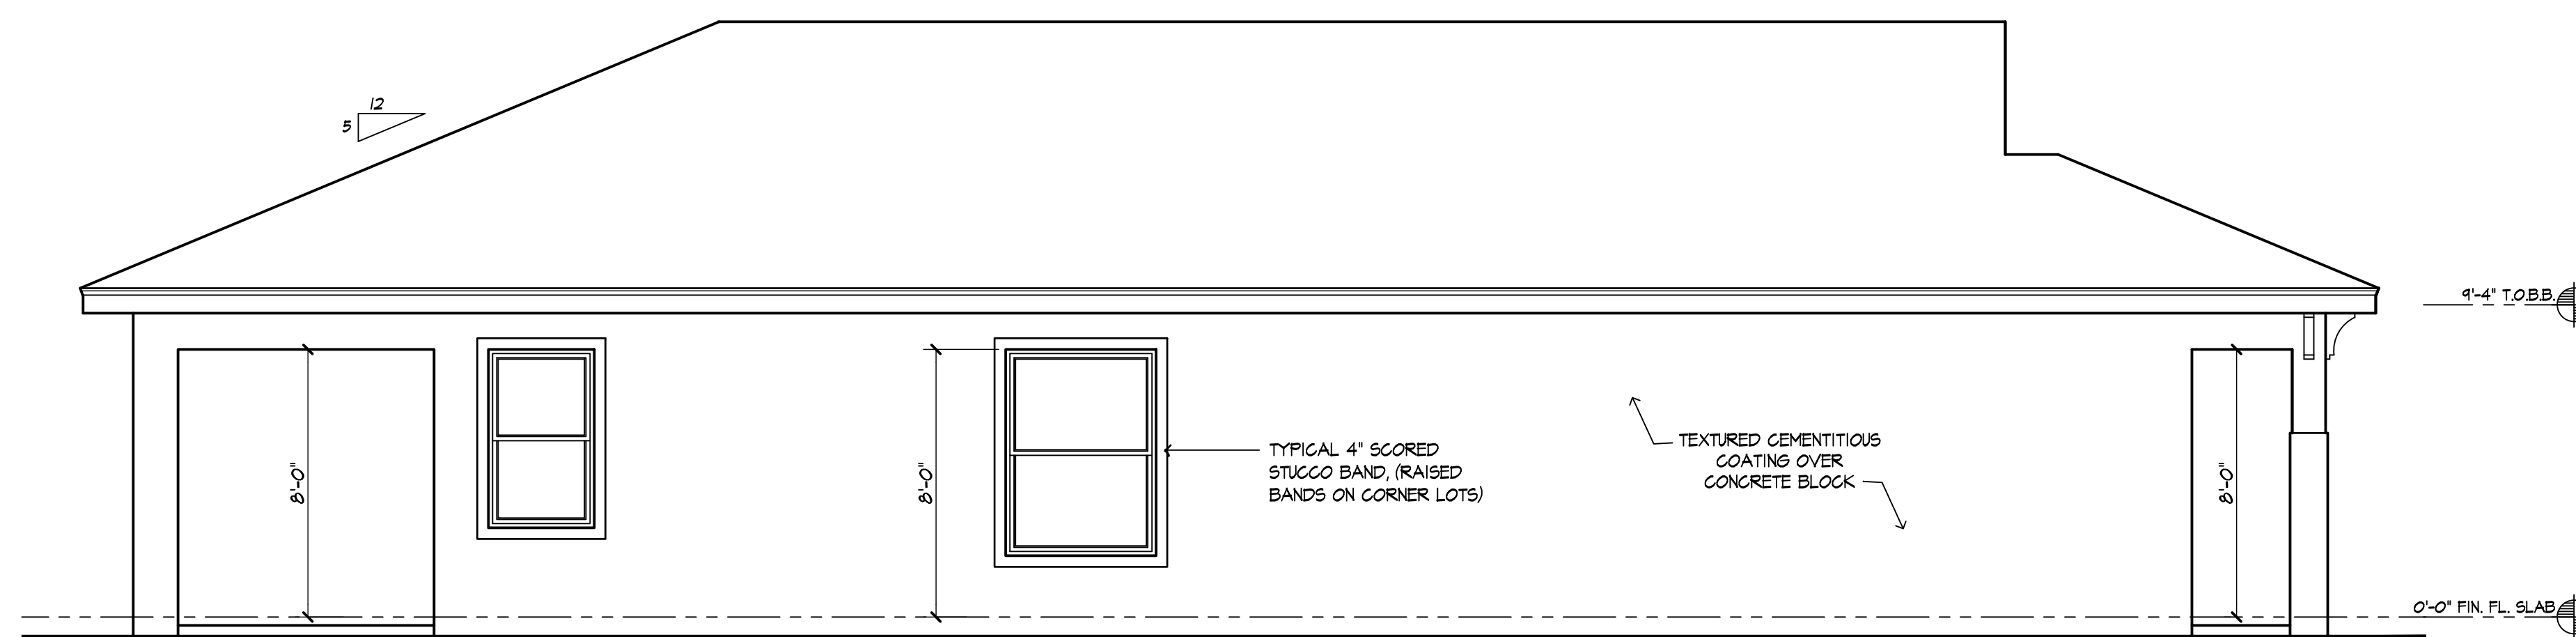 12
5
9'-4" T.O.B.B.
8'-0"
8'-0"
TYPICAL 4" SCORED
STUCCO BAND, (RAISED
BANDS ON CORNER LOTS)
TEXTURED CEMENTITIOUS
COATING OVER
CONCRETE BLOCK
8'-0"
0'-0" FIN. FL. SLAB